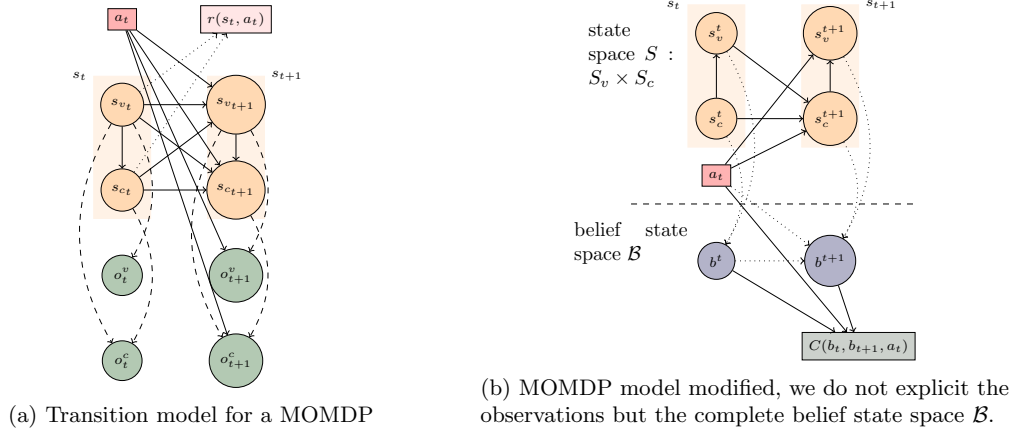 a_t
r(s_t, a_t)
s_t
s_{t+1}
s_{v_t}
s_{v_{t+1}}
s_{c_t}
s_{c_{t+1}}
o_t^v
o_{t+1}^v
o_t^c
o_{t+1}^c
(a) Transition model for a MOMDP
s_t
s_{t+1}
state
space S :
S_v × S_c
s_v^t
s_v^{t+1}
s_c^t
s_c^{t+1}
a_t
belief state
space \mathcal{B}
b^t
b^{t+1}
C(b_t, b_{t+1}, a_t)
(b) MOMDP model modified, we do not explicit the
observations but the complete belief state space \mathcal{B}.